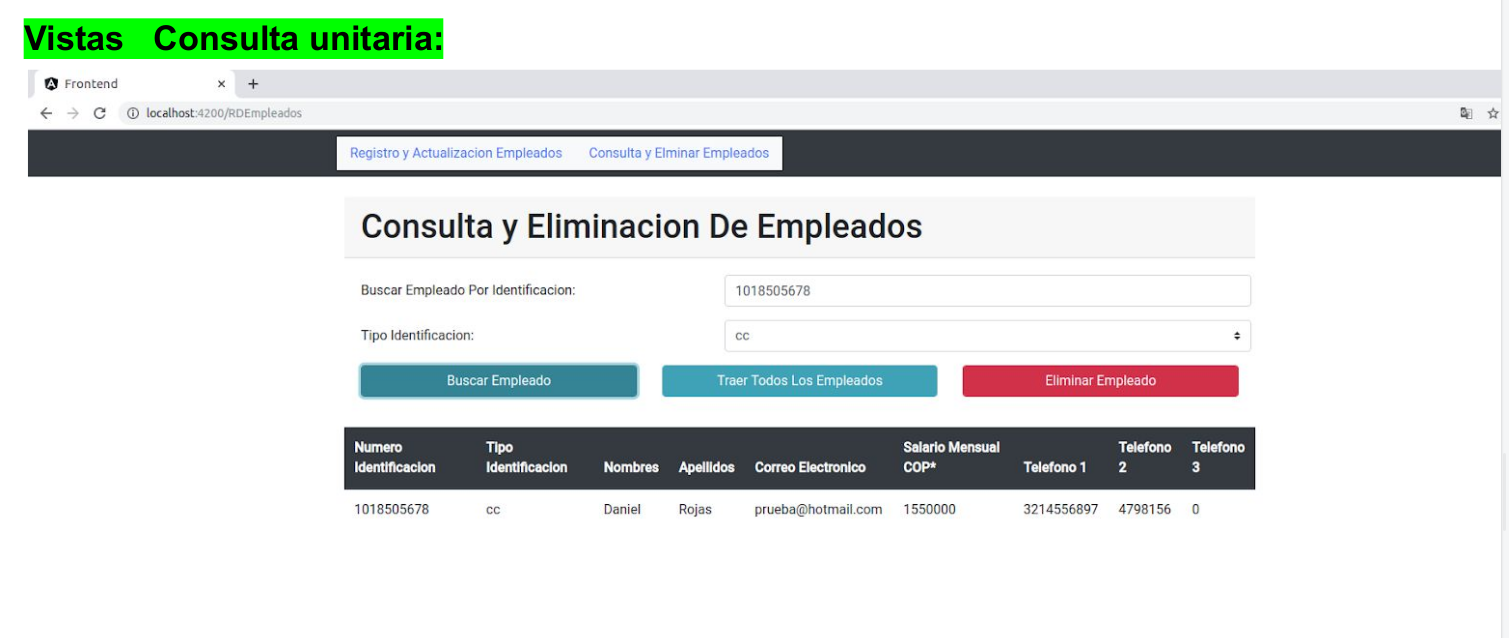 Vistas Consulta unitaria:
Frontend
localhost:4200/RDEmpleados
Registro y Actualizacion Empleados Consulta y Elminar Empleados
Consulta y Eliminacion De Empleados
Buscar Empleado Por Identificacion: 1018505678
Tipo Identificacion: cc
Buscar Empleado Traer Todos Los Empleados Eliminar Empleado
Numero Identificacion Tipo Identificacion Nombres Apellidos Correo Electronico Salario Mensual COP* Telefono 1 Telefono 2 Telefono 3
1018505678 cc Daniel Rojas prueba@hotmail.com 1550000 3214556897 4798156 0